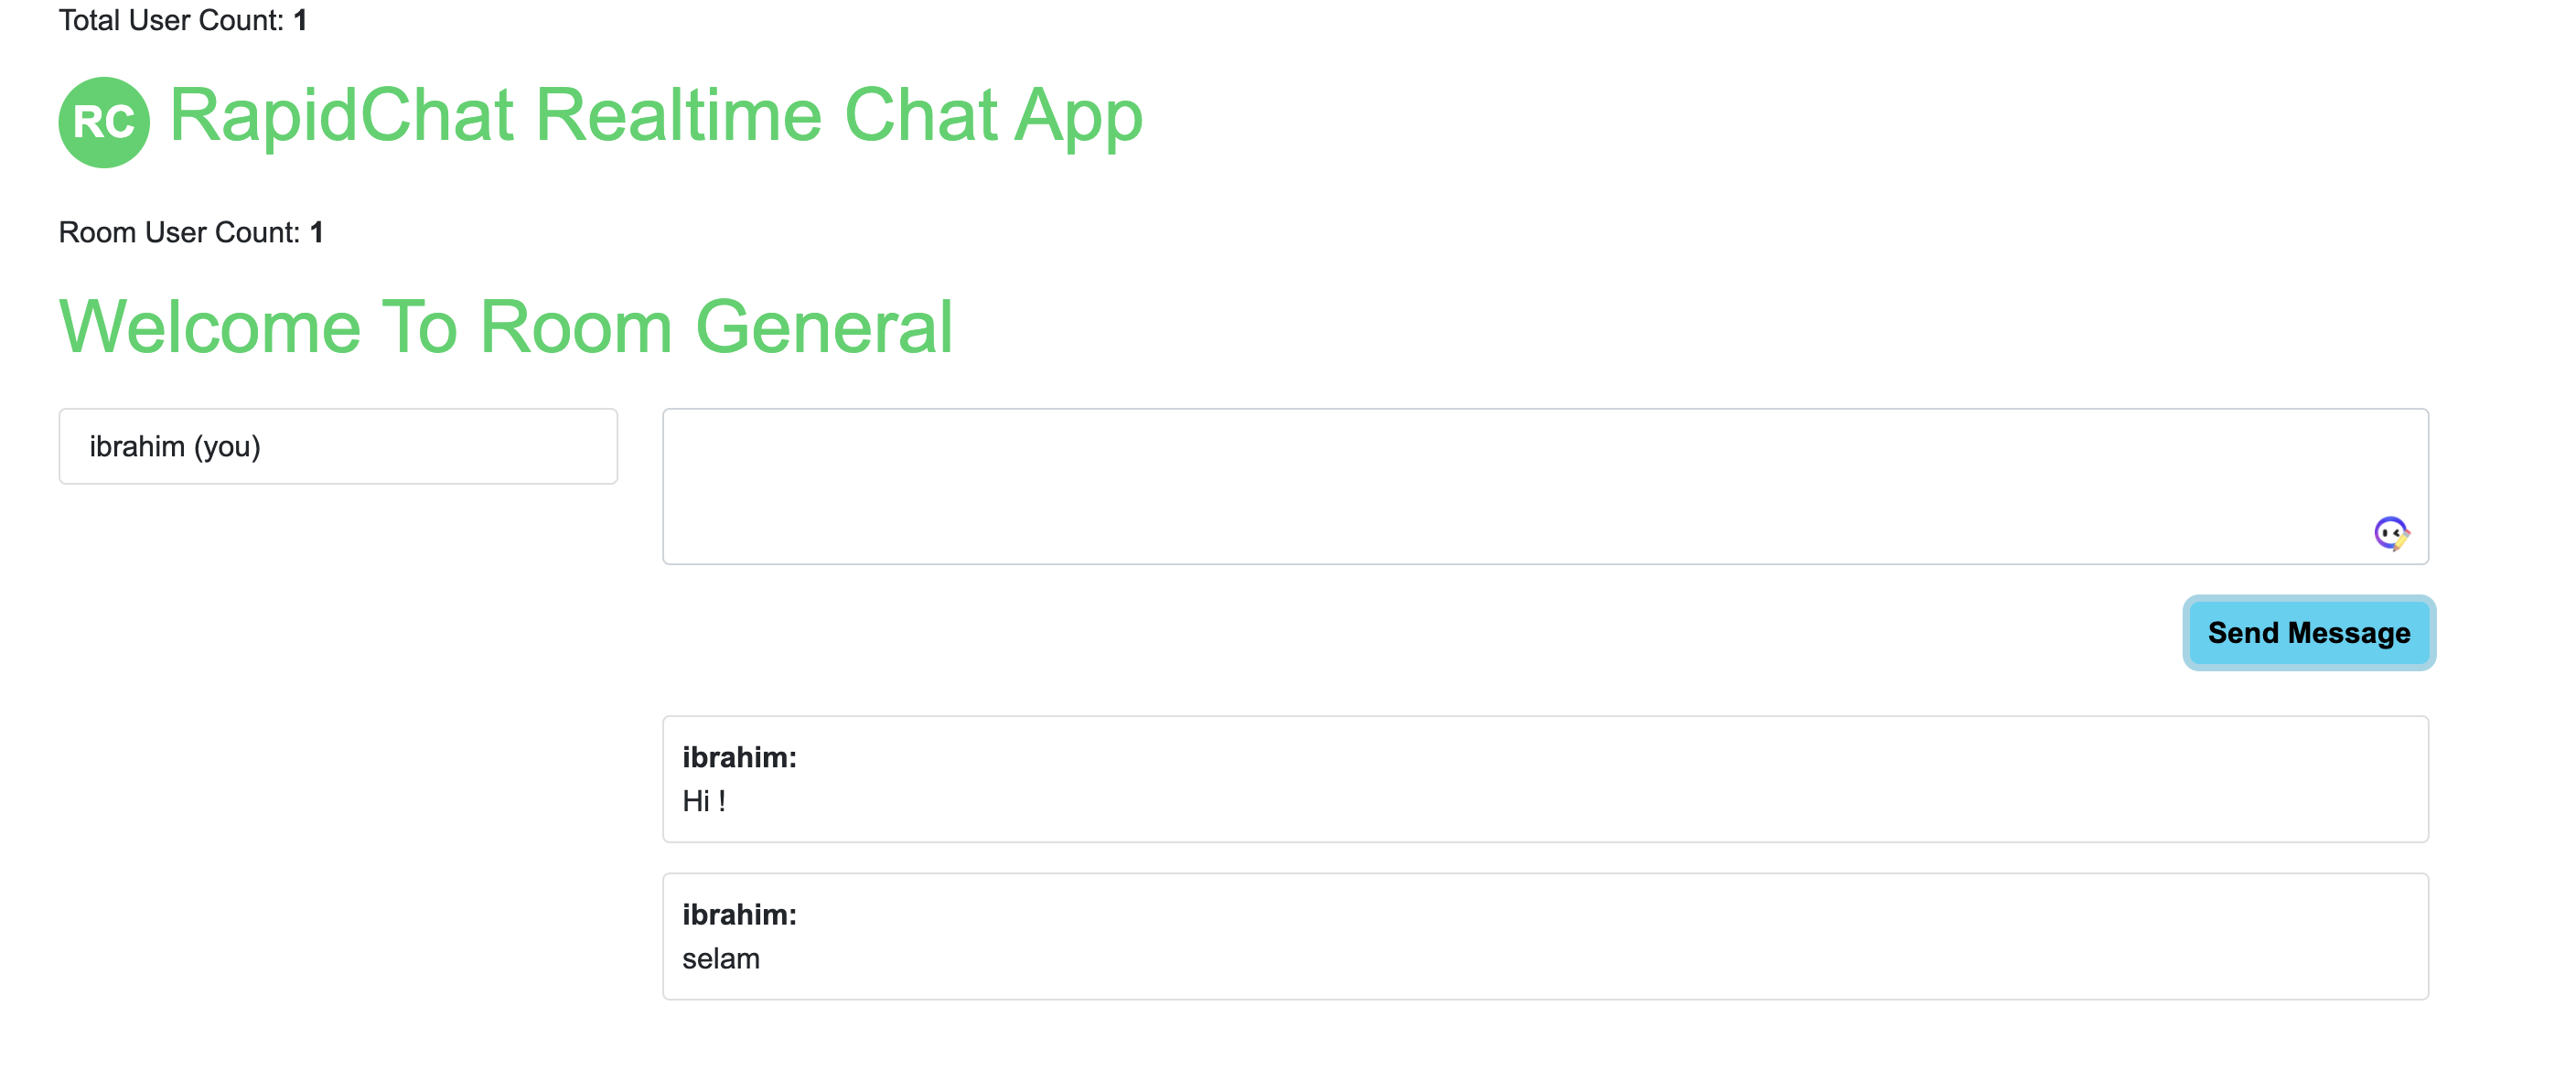 Total User Count: 1
RC RapidChat Realtime Chat App
Room User Count: 1
Welcome To Room General
ibrahim (you)
Send Message
ibrahim:
Hi !
ibrahim:
selam